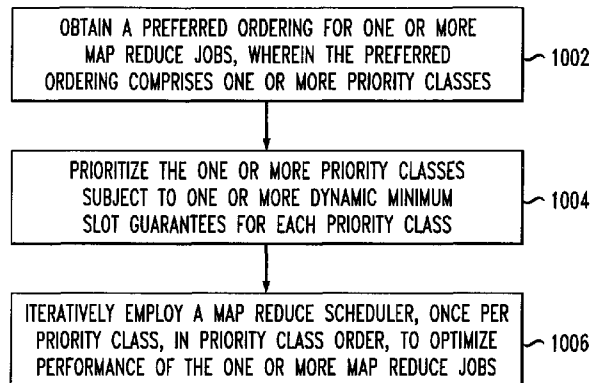 OBTAIN A PREFERRED ORDERING FOR ONE OR MORE
MAP REDUCE JOBS, WHEREIN THE PREFERRED
ORDERING COMPRISES ONE OR MORE PRIORITY CLASSES
1002
PRIORITIZE THE ONE OR MORE PRIORITY CLASSES
SUBJECT TO ONE OR MORE DYNAMIC MINIMUM
SLOT GUARANTEES FOR EACH PRIORITY CLASS
1004
ITERATIVELY EMPLOY A MAP REDUCE SCHEDULER, ONCE PER
PRIORITY CLASS, IN PRIORITY CLASS ORDER, TO OPTIMIZE
PERFORMANCE OF THE ONE OR MORE MAP REDUCE JOBS
1006